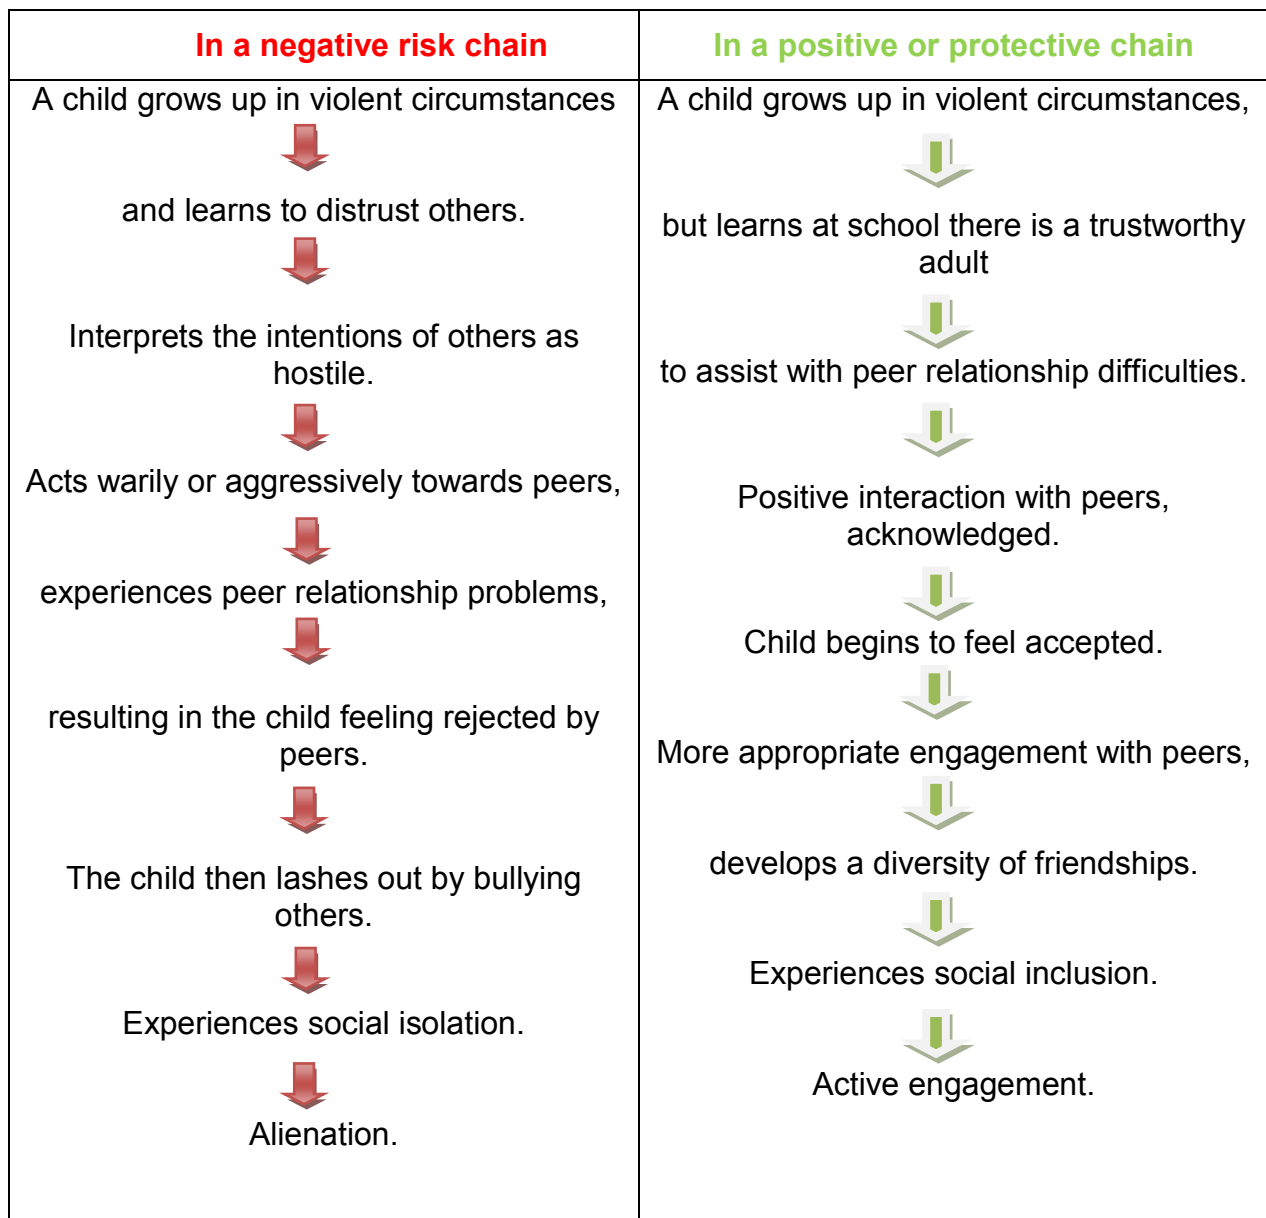 In a negative risk chain
A child grows up in violent circumstances
and learns to distrust others.
Interprets the intentions of others as
hostile.
Acts warily or aggressively towards peers,
experiences peer relationship problems,
resulting in the child feeling rejected by
peers.
The child then lashes out by bullying
others.
Experiences social isolation.
Alienation.
In a positive or protective chain
A child grows up in violent circumstances,
but learns at school there is a trustworthy
adult
to assist with peer relationship difficulties.
Positive interaction with peers,
acknowledged.
Child begins to feel accepted.
More appropriate engagement with peers,
develops a diversity of friendships.
Experiences social inclusion.
Active engagement.